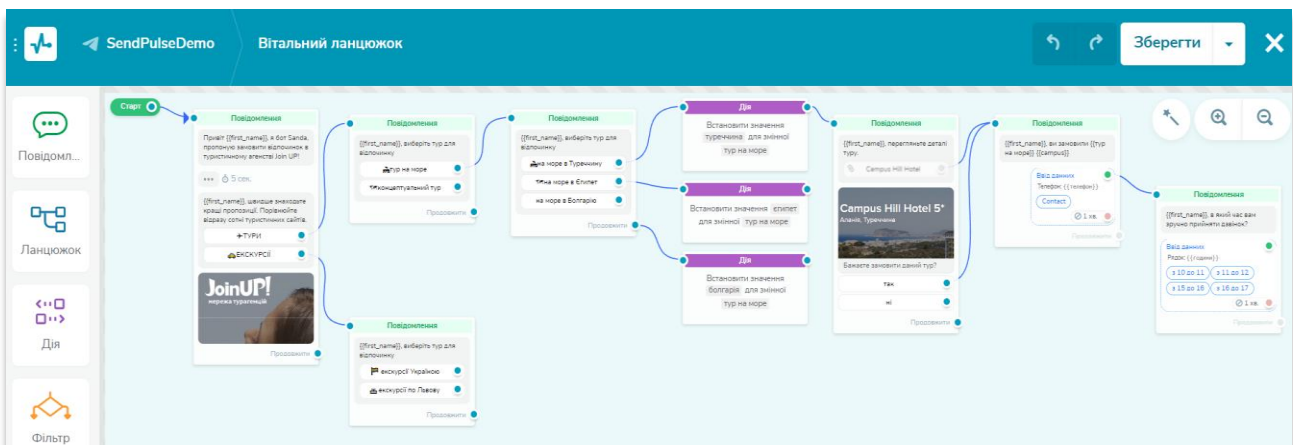 SendPulseDemo
Вітальний ланцюжок
Зберегти
Повідомл...
Ланцюжок
Дія
Фільтр
Старт
Повідомлення
Привіт {{first_name}}, я бот Sanda,
пропоную замовити відпочинок в
туристичному агенстві Join UP!
5 сек.
{{first_name}}, швидше знаходьте
кращі пропозиції. Порівнюйте
відразу сотні туристичних сайтів.
ТУРИ
ЕКСКУРСІЇ
JoinUP!
мережа турагенцій
Продовжити
Повідомлення
{{first_name}}, виберіть тур для
відпочинку
тур на море
концептуальний тур
Продовжити
Повідомлення
{{first_name}}, виберіть тур для
відпочинку
екскурсії Україною
екскурсії по Львову
Продовжити
Повідомлення
{{first_name}}, виберіть тур для
відпочинку
на море в Туреччину
на море в Єгипет
на море в Болгарію
Продовжити
Дія
Встановити значення
туреччина для змінної
тур на море
Дія
Встановити значення єгипет
для змінної тур на море
Дія
Встановити значення
болгарія для змінної
тур на море
Повідомлення
{{first_name}}, перегляньте деталі
туру.
Campus Hill Hotel
Campus Hill Hotel 5*
Аланія, Туреччина
Бажаєте замовити даний тур?
так
ні
Продовжити
Повідомлення
{{first_name}}, ви замовили {{тур
на море}} {{campus}}
Ввід данних
Телефон: {{телефон}}
Contact
1 хв.
Продовжити
Повідомлення
{{first_name}}, в який час вам
зручно прийняти дзвінок?
Ввід данних
Рядок: {{години}}
з 10 до 11
з 11 до 12
з 15 до 16
з 16 до 17
1 хв.
Продовжити